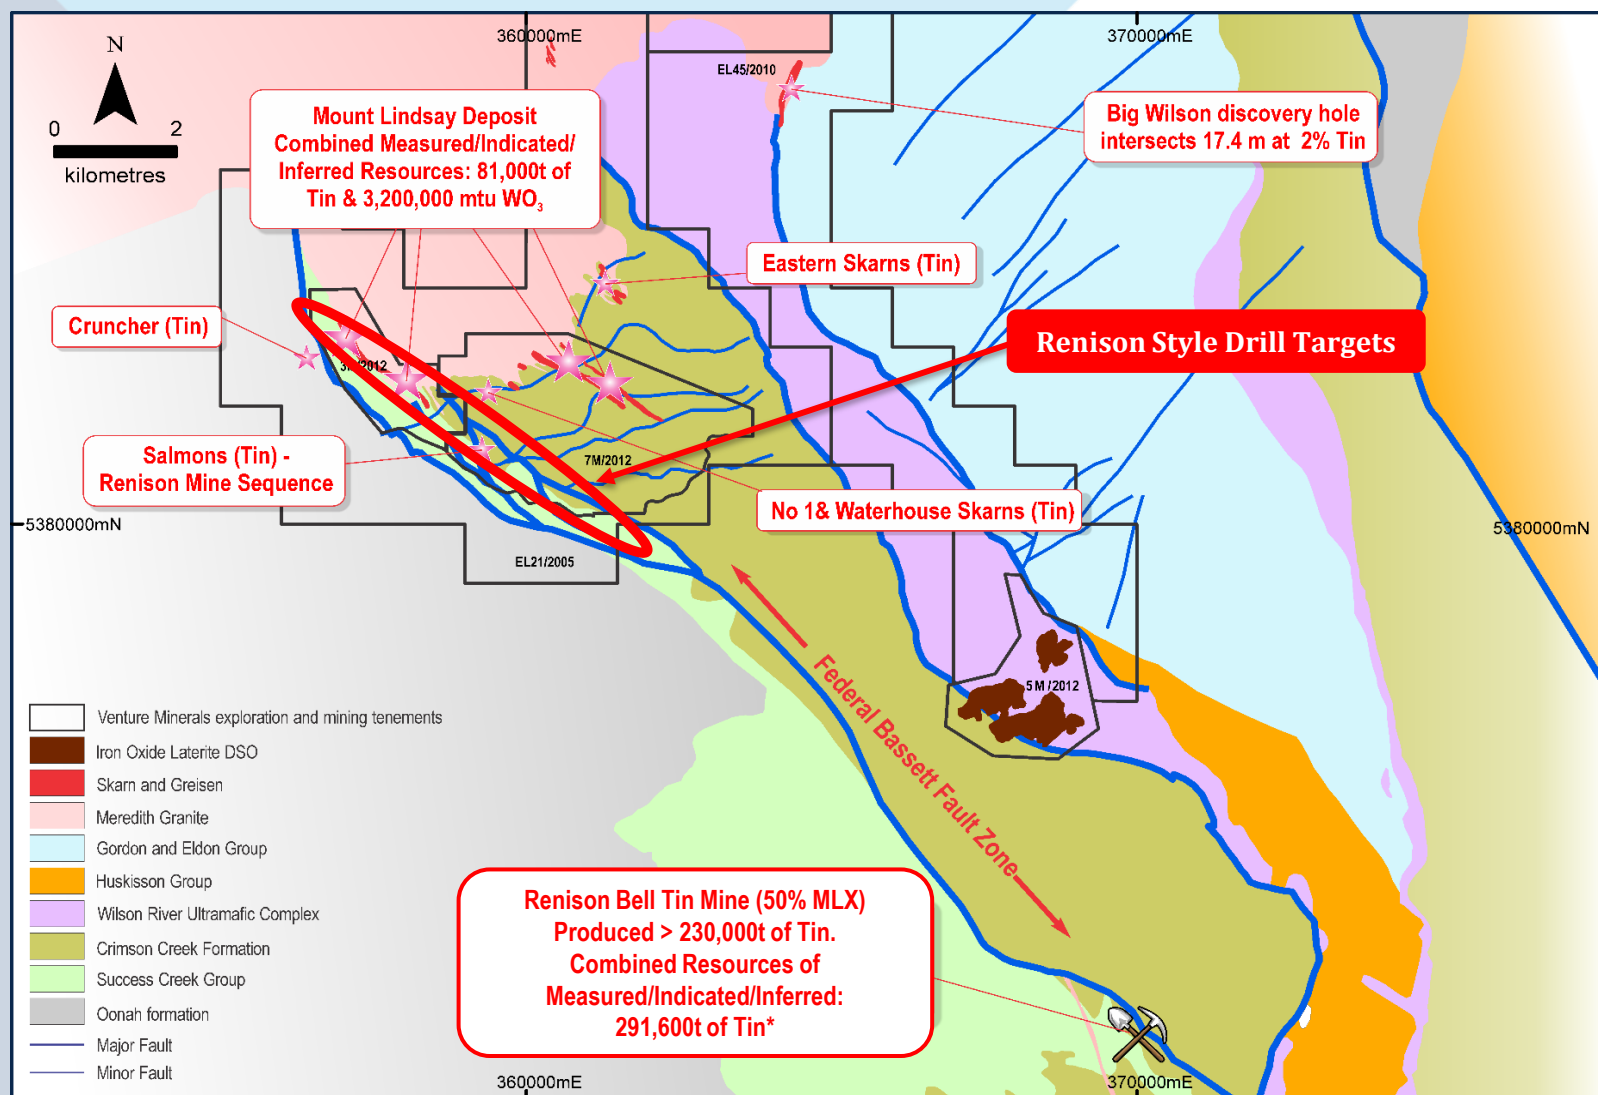 360000mE
370000mE
N
0 2
kilometres
EL45/2010
Mount Lindsay Deposit
Combined Measured/Indicated/
Inferred Resources: 81,000t of
Tin & 3,200,000 mtu WO₃
Big Wilson discovery hole
intersects 17.4 m at 2% Tin
Eastern Skarns (Tin)
Cruncher (Tin)
Renison Style Drill Targets
Salmons (Tin) -
Renison Mine Sequence
7M/2012
No 1& Waterhouse Skarns (Tin)
5380000mN
5380000mN
EL21/2005
Federal Bassett Fault Zone
5 M /2012
Venture Minerals exploration and mining tenements
Iron Oxide Laterite DSO
Skarn and Greisen
Meredith Granite
Gordon and Eldon Group
Huskisson Group
Wilson River Ultramafic Complex
Crimson Creek Formation
Success Creek Group
Oonah formation
Major Fault
Minor Fault
Renison Bell Tin Mine (50% MLX)
Produced > 230,000t of Tin.
Combined Resources of
Measured/Indicated/Inferred:
291,600t of Tin*
360000mE
370000mE